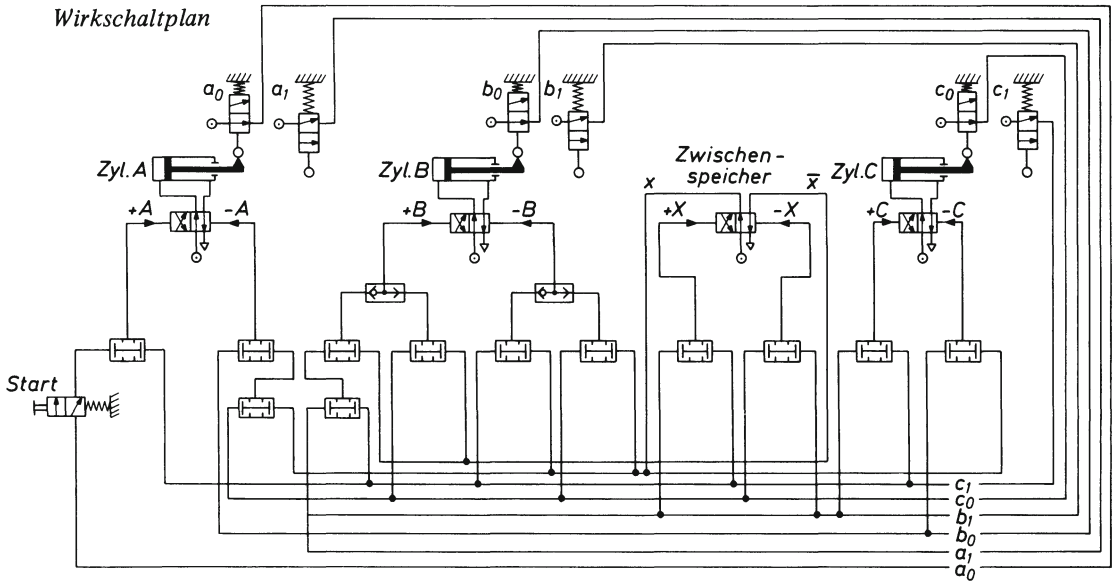 Wirkschaltplan
a0 a1 b0 b1 c0 c1
Zyl. A
Zyl. B
Zwischen-
speicher
Zyl. C
x x̅
+A -A
+B -B
+X -X
+C -C
Start
c1
c0
b1
b0
a1
a0